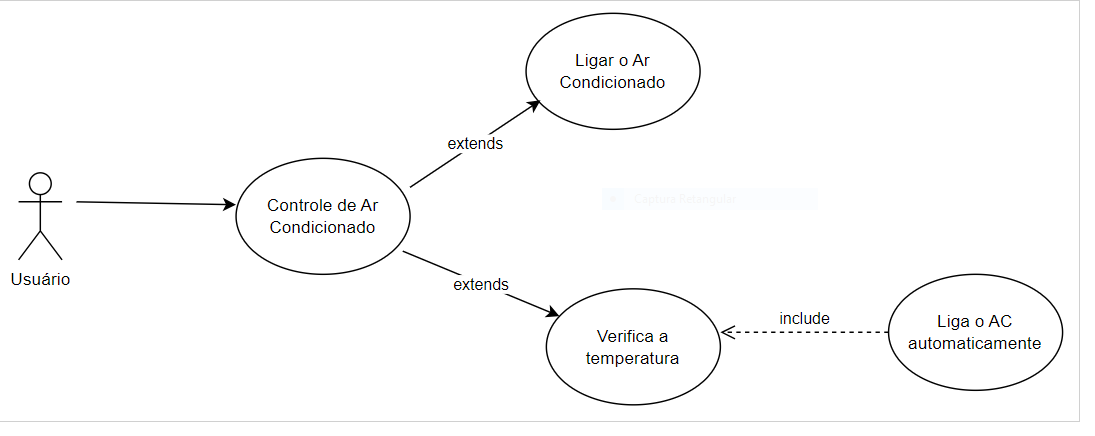 Ligar o Ar
Condicionado
extends
Controle de Ar
Condicionado
Usuário
extends
Verifica a
temperatura
include
Liga o AC
automaticamente